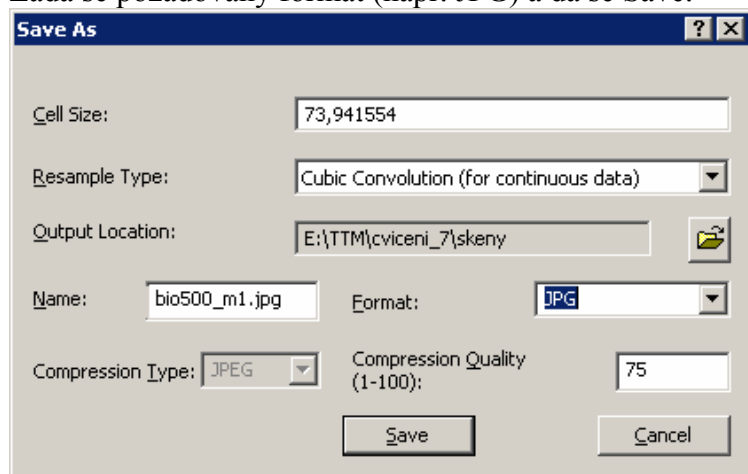 Zadá se požadovaný formát (např. JPG) a dá se Save.
Save As
Cell Size: 73,941554
Resample Type: Cubic Convolution (for continuous data)
Output Location: E:\TTM\cviceni_7\skeny
Name: bio500_m1.jpg Format: JPG
Compression Type: JPEG Compression Quality
(1-100): 75
Save Cancel